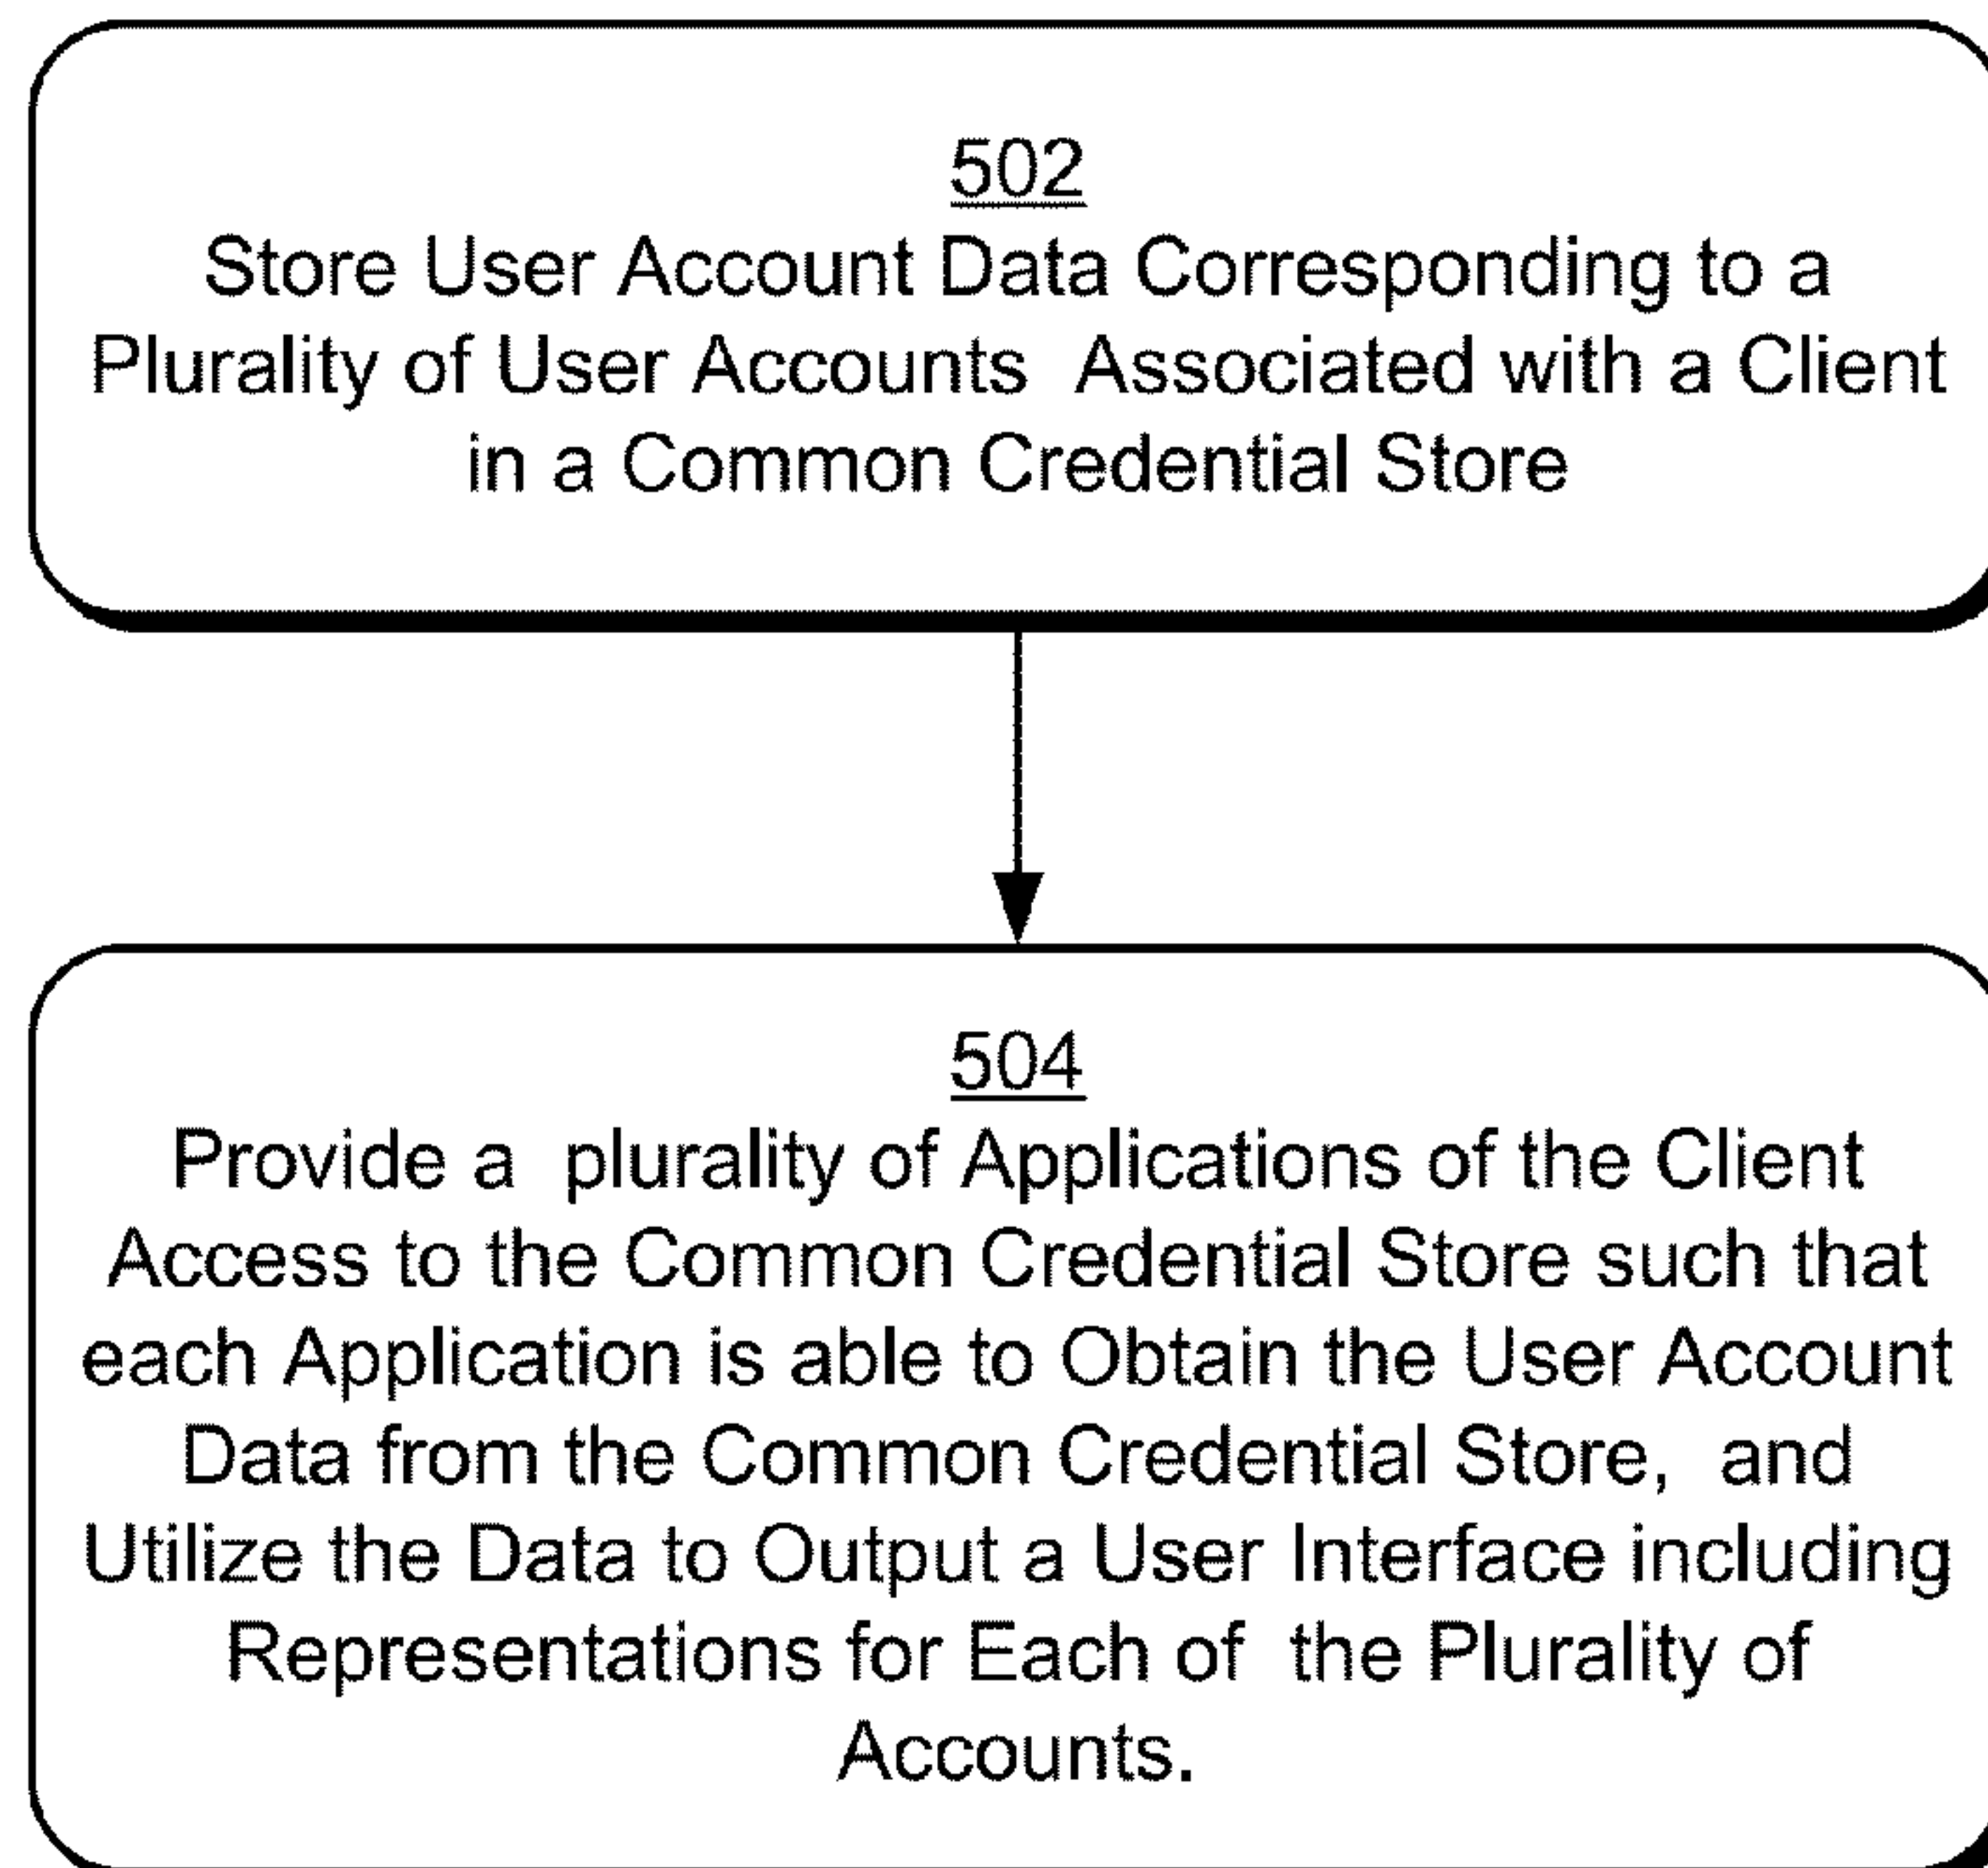 502
Store User Account Data Corresponding to a
Plurality of User Accounts Associated with a Client
in a Common Credential Store
504
Provide a plurality of Applications of the Client
Access to the Common Credential Store such that
each Application is able to Obtain the User Account
Data from the Common Credential Store, and
Utilize the Data to Output a User Interface including
Representations for Each of the Plurality of
Accounts.